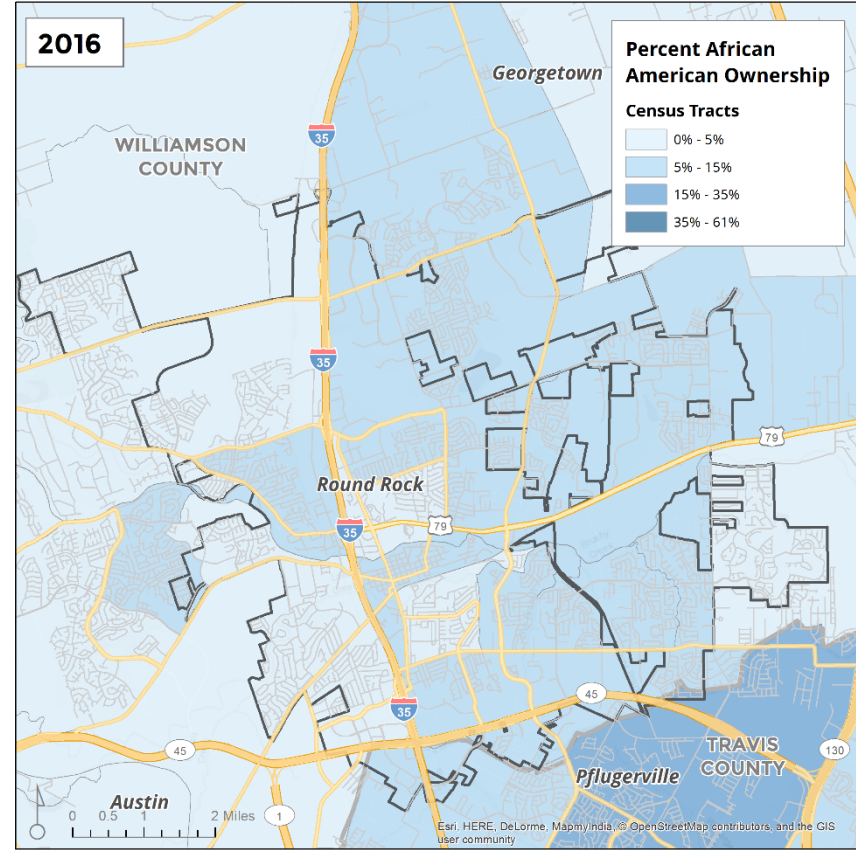 2016
Percent African
American Ownership
Census Tracts
0% - 5%
5% - 15%
15% - 35%
35% - 61%
Georgetown
WILLIAMSON
COUNTY
35
35
79
Round Rock
79
35
45
35
45
TRAVIS
COUNTY
130
Pflugerville
Austin
1
0 0.5 1 2 Miles
Esri, HERE, DeLorme, MapmyIndia, © OpenStreetMap contributors, and the GIS
user community